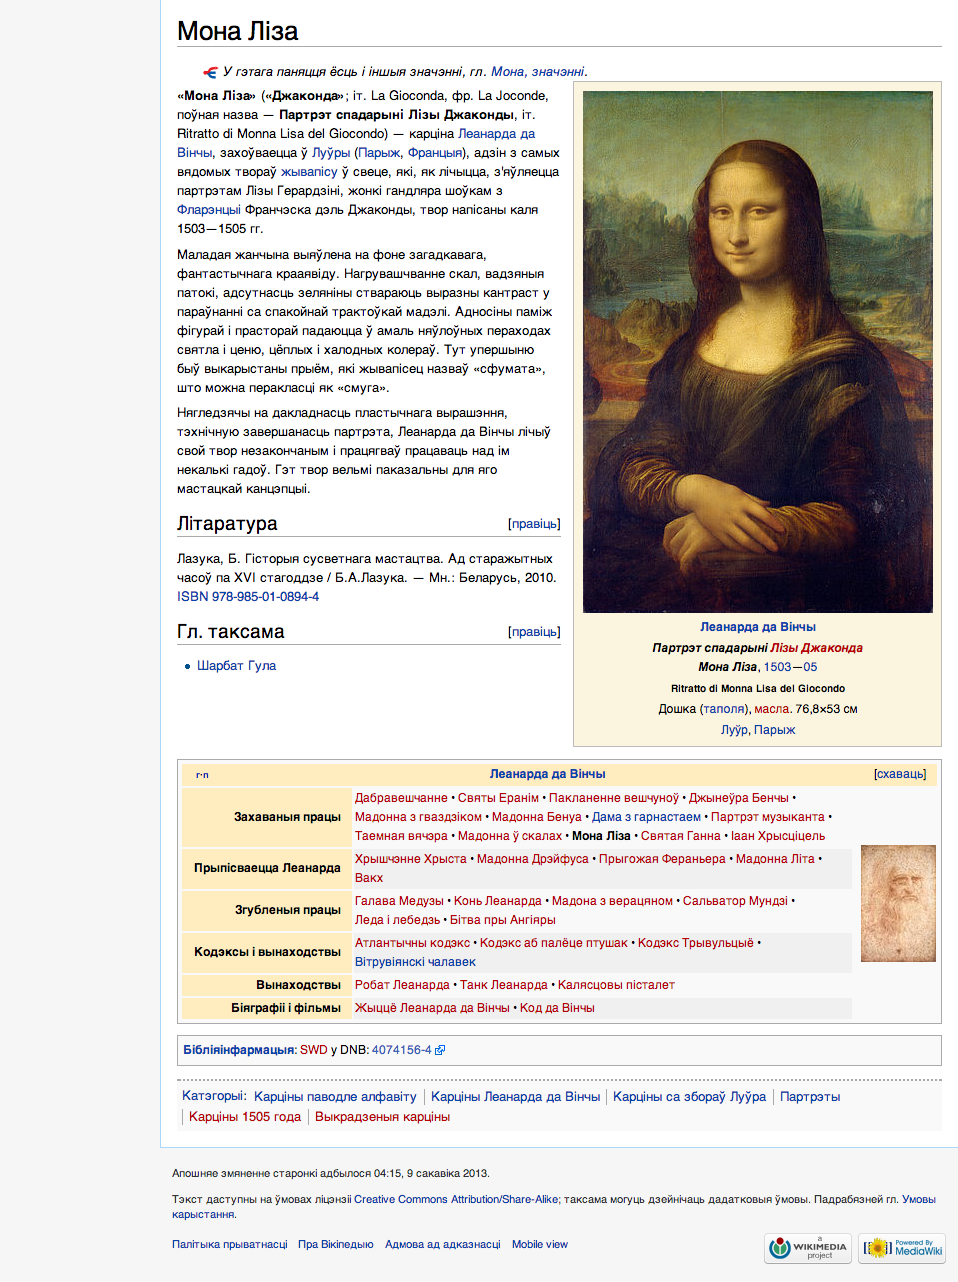 Мона Ліза
У гэтага паняцця ёсць і іншыя значэнні, гл. Мона, значэнні.
«Мона Ліза» («Джаконда»; іт. La Gioconda, фр. La Joconde,
поўная назва — Партрэт спадарыні Лізы Джаконды, іт.
Ritratto di Monna Lisa del Giocondo) — карціна Леанарда да
Вінчы, захоўваецца ў Луўры (Парыж, Францыя), адзін з самых
вядомых твораў жывапісу ў свеце, які, як лічыцца, з'яўляецца
партрэтам Лізы Герардзіні, жонкі гандляра шоўкам з
Фларэнцыі Франчэска дэль Джаконды, твор напісаны каля
1503—1505 гг.
Маладая жанчына выяўлена на фоне загадкавага,
фантастычнага крааявіду. Нагрувашчванне скал, вадзяныя
патокі, адсутнасць зеляніны ствараюць выразны кантраст у
параўнанні са спакойнай трактоўкай мадэлі. Адносіны паміж
фігурай і прасторай падаюцца ў амаль няўлоўных пераходах
святла і ценю, цёплых і халодных колераў. Тут упершыню
быў выкарыстаны прыём, які жывапісец назваў «сфумата»,
што можна перакласці як «смуга».
Нягледзячы на дакладнасць пластычнага вырашэння,
тэхнічную завершанасць партрэта, Леанарда да Вінчы лічыў
свой твор незакончаным і працягваў працаваць над ім
некалькі гадоў. Гэт твор вельмі паказальны для яго
мастацкай канцэпцыі.
Літаратура [правіць]
Лазука, Б. Гісторыя сусветнага мастацтва. Ад старажытных
часоў па XVI стагоддзе / Б.А.Лазука. — Мн.: Беларусь, 2010.
ISBN 978-985-01-0894-4
Гл. таксама [правіць]
• Шарбат Гула
Леанарда да Вінчы
Партрэт спадарыні Лізы Джаконда
Мона Ліза, 1503—05
Ritratto di Monna Lisa del Giocondo
Дошка (таполя), масла. 76,8×53 см
Луўр, Парыж
г·п Леанарда да Вінчы [схаваць]
Захаваныя працы
Дабравешчанне • Святы Еранім • Пакланенне вешчуноў • Джынеўра Бенчы •
Мадонна з гваздзіком • Мадонна Бенуа • Дама з гарнастаем • Партрэт музыканта •
Таемная вячэра • Мадонна ў скалах • Мона Ліза • Святая Ганна • Іаан Хрысціцель
Прыпісваецца Леанарда
Хрышчэнне Хрыста • Мадонна Дрэйфуса • Прыгожая Фераньера • Мадонна Літа •
Вакх
Згубленыя працы
Галава Медузы • Конь Леанарда • Мадона з верацяном • Сальватор Мундзі •
Леда і лебедзь • Бітва пры Ангіяры
Кодэксы і вынаходствы
Атлантычны кодэкс • Кодэкс аб палёце птушак • Кодэкс Трывульцыё •
Вітрувіянскі чалавек
Вынаходствы Робат Леанарда • Танк Леанарда • Калясцовы пісталет
Біяграфіі і фільмы Жыццё Леанарда да Вінчы • Код да Вінчы
Бібліяінфармацыя: SWD у DNB: 4074156-4
Катэгорыі: Карціны паводле алфавіту | Карціны Леанарда да Вінчы | Карціны са збораў Луўра | Партрэты
| Карціны 1505 года | Выкрадзеныя карціны
Апошняе змяненне старонкі адбылося 04:15, 9 сакавіка 2013.
Тэкст даступны на ўмовах ліцэнзіі Creative Commons Attribution/Share-Alike; таксама могуць дзейнічаць дадатковыя ўмовы. Падрабязней гл. Умовы
карыстання.
Палітыка прыватнасці Пра Вікіпедыю Адмова ад адказнасці Mobile view
a
WIKIMEDIA
project
Powered By
MediaWiki